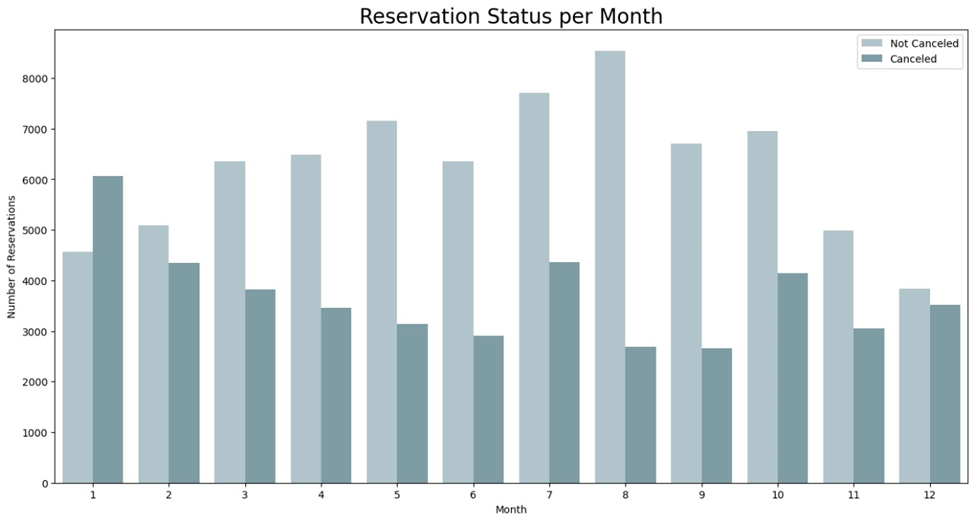 Reservation Status per Month
Not Canceled
Canceled
Number of Reservations
8000
7000
6000
5000
4000
3000
2000
1000
0
1 2 3 4 5 6 7 8 9 10 11 12
Month